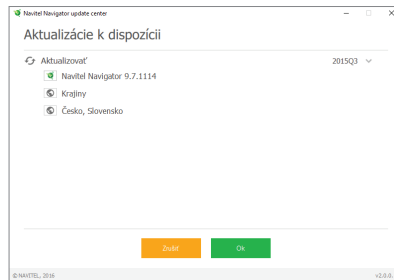 Navitel Navigator update center
Aktualizácie k dispozícii
Aktualizovať 2015Q3
Navitel Navigator 9.7.1114
Krajiny
Česko, Slovensko
Zrušiť Ok
© NAVITEL, 2016 v2.0.0.